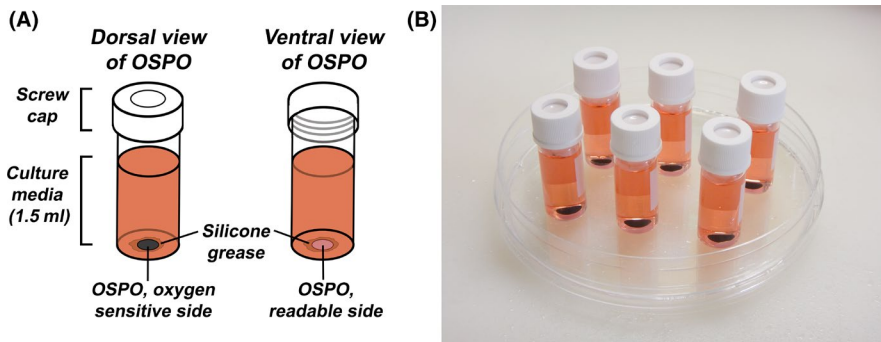 (A)
Dorsal view
of OSPO
Ventral view
of OSPO
Screw
cap
Culture
media
(1.5 ml)
Silicone
grease
OSPO, oxygen
sensitive side
OSPO,
readable side
(B)